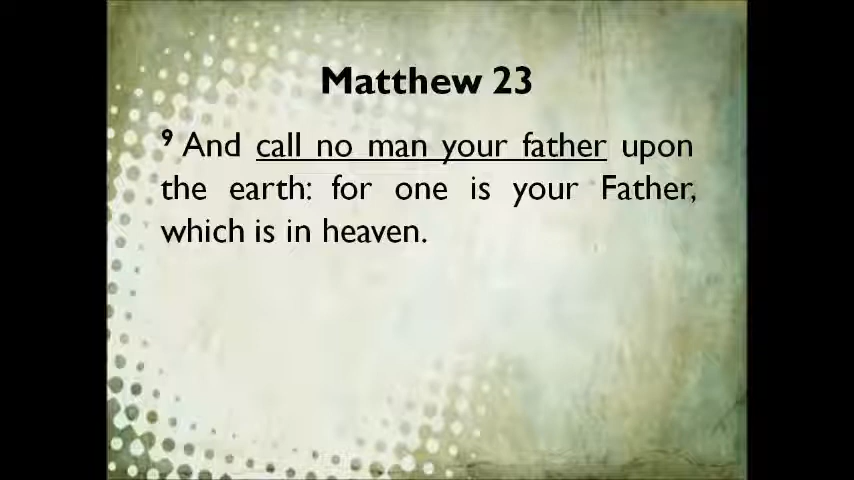 Matthew 23
9 And call no man your father upon
the earth: for one is your Father,
which is in heaven.